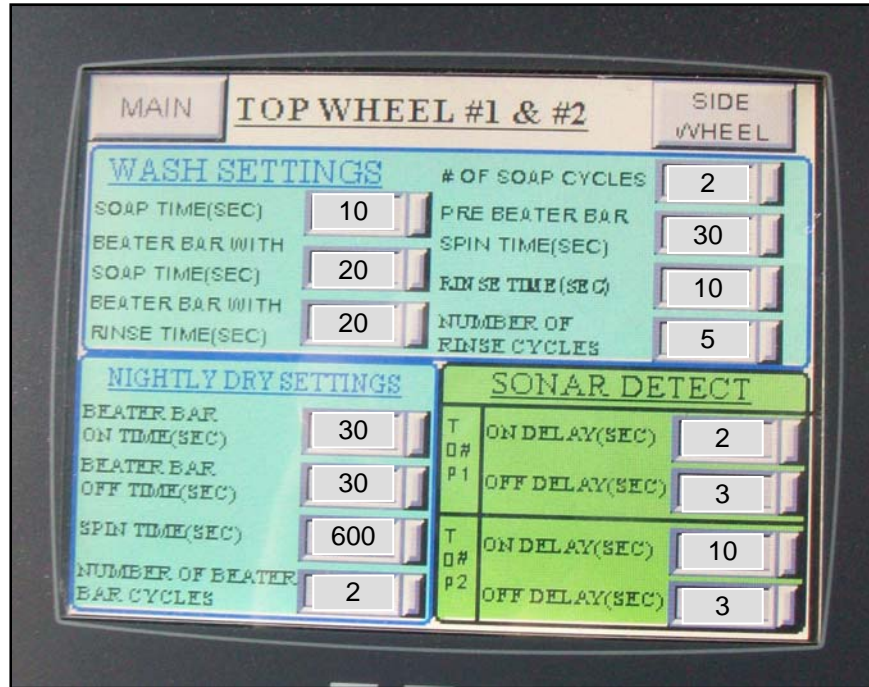 MAIN
TOP WHEEL #1 & #2
SIDE
WHEEL
WASH SETTINGS
SOAP TIME(SEC) 10
BEATER BAR WITH
SOAP TIME(SEC) 20
BEATER BAR WITH
RINSE TIME(SEC) 20
# OF SOAP CYCLES 2
PRE BEATER BAR
SPIN TIME(SEC) 30
RINSE TIME(SEC) 10
NUMBER OF
RINSE CYCLES 5
NIGHTLY DRY SETTINGS
BEATER BAR
ON TIME(SEC) 30
BEATER BAR
OFF TIME(SEC) 30
SPIN TIME(SEC) 600
NUMBER OF BEATER
BAR CYCLES 2
SONAR DETECT
TOP #1
ON DELAY(SEC) 2
OFF DELAY(SEC) 3
TOP #2
ON DELAY(SEC) 10
OFF DELAY(SEC) 3